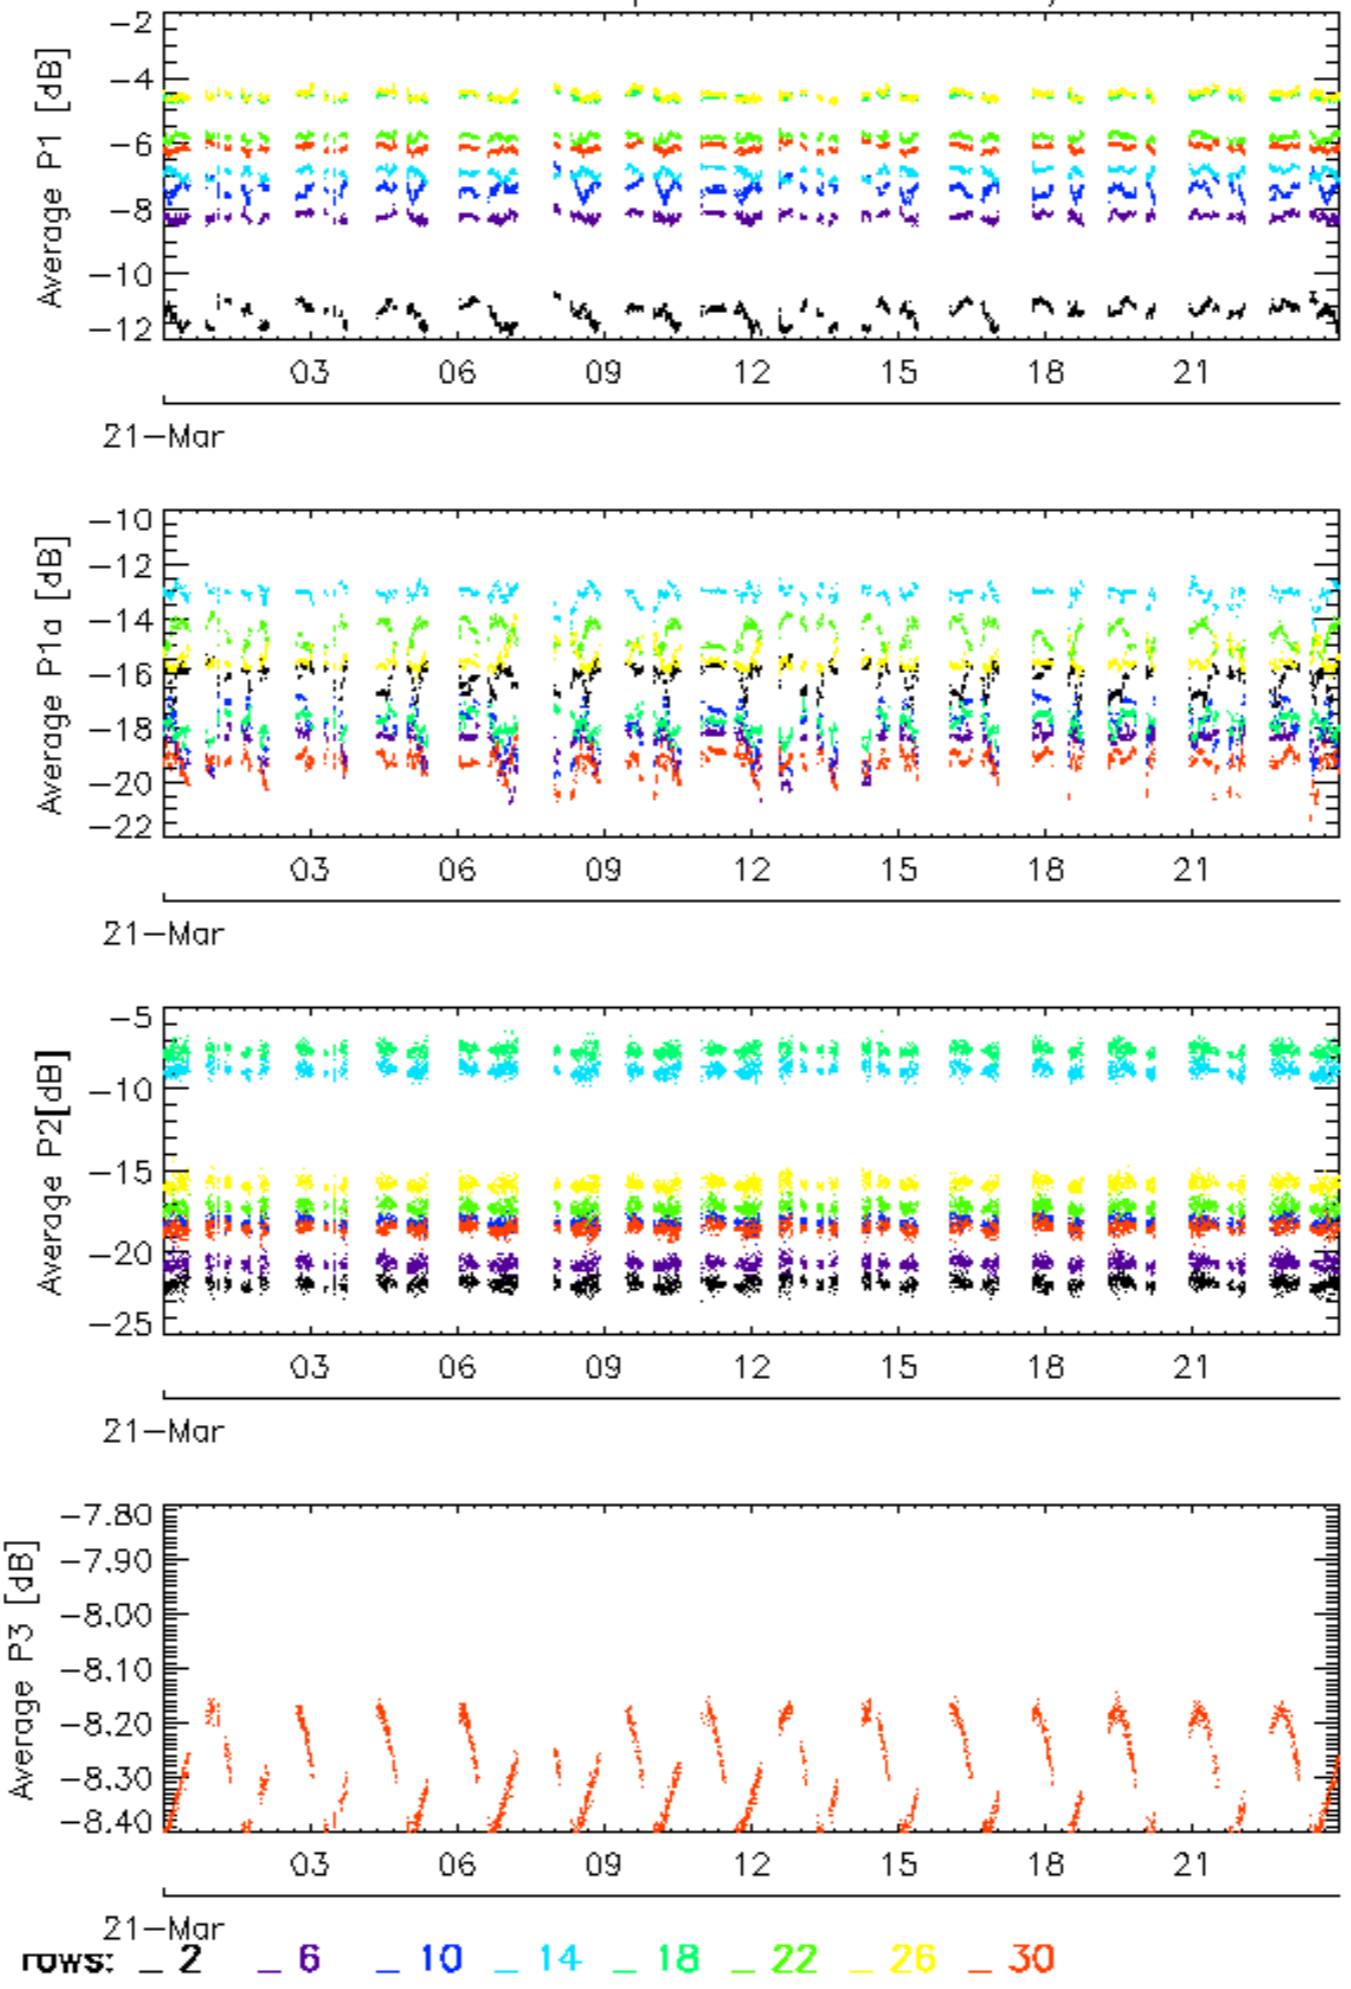 Average P1 [dB]
−2
−4
−6
−8
−10
−12
03 06 09 12 15 18 21
21−Mar
Average P1a [dB]
−10
−12
−14
−16
−18
−20
−22
03 06 09 12 15 18 21
21−Mar
Average P2[dB]
−5
−10
−15
−20
−25
03 06 09 12 15 18 21
21−Mar
Average P3 [dB]
−7.80
−7.90
−8.00
−8.10
−8.20
−8.30
−8.40
03 06 09 12 15 18 21
21−Mar
rows: _ 2 _ 6 _ 10 _ 14 _ 18 _ 22 _ 26 _ 30